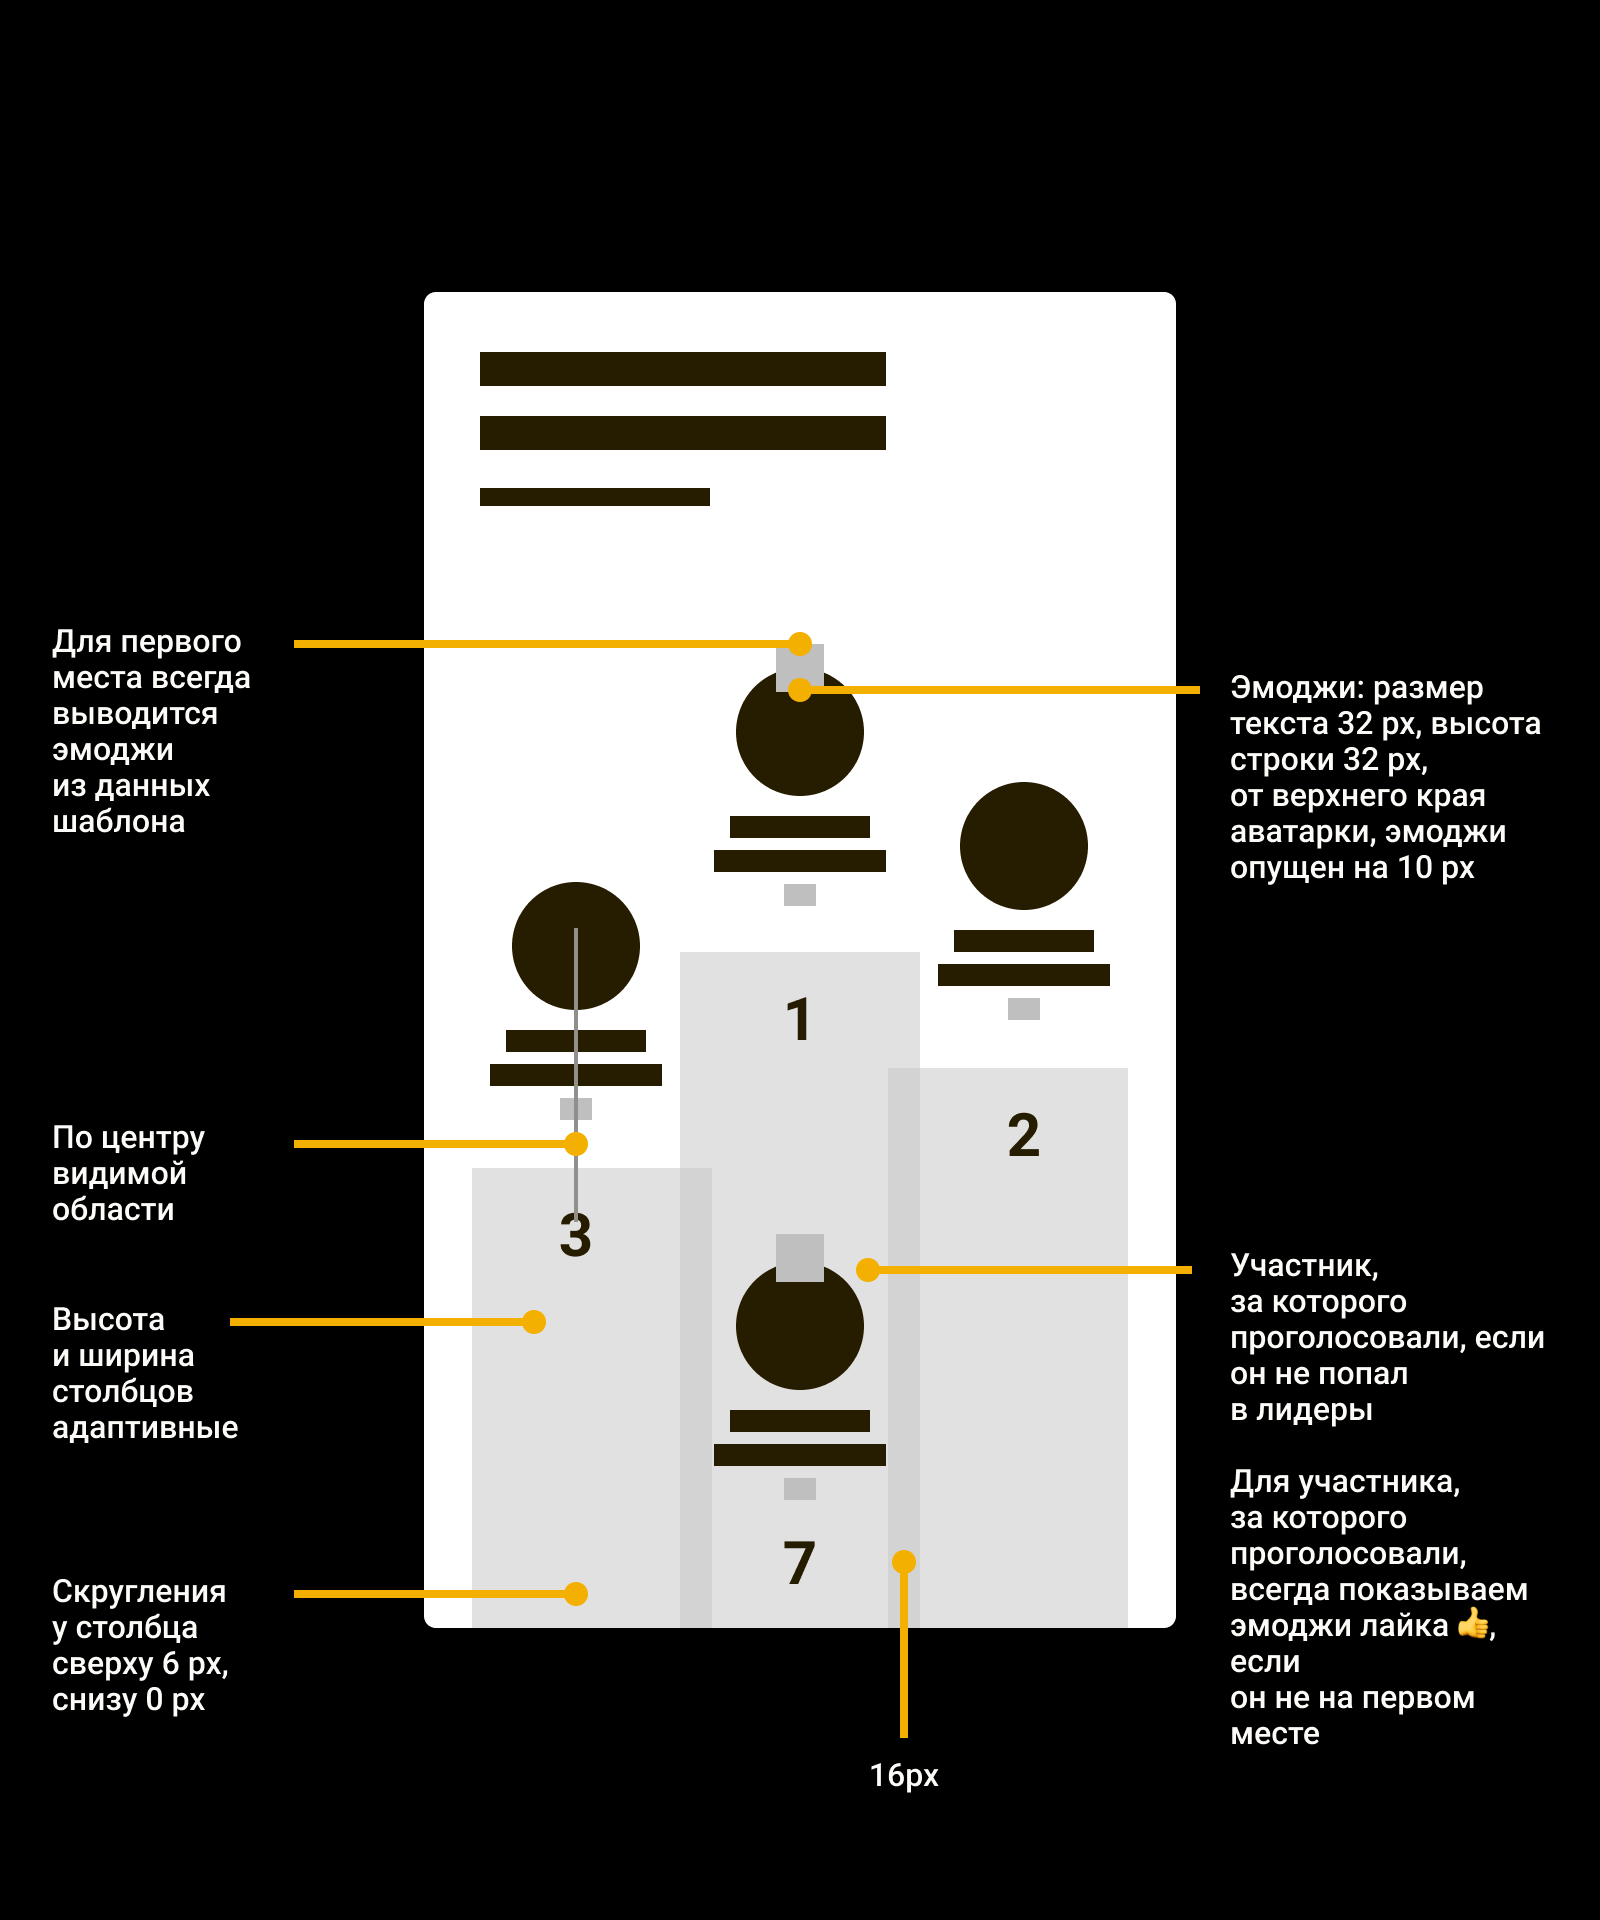 Для первого
места всегда
выводится
эмоджи
из данных
шаблона
Эмоджи: размер
текста 32 px, высота
строки 32 px,
от верхнего края
аватарки, эмоджи
опущен на 10 px
1
2
По центру
видимой
области
3
Высота
и ширина
столбцов
адаптивные
Участник,
за которого
проголосовали, если
он не попал
в лидеры
Для участника,
за которого
проголосовали,
всегда показываем
эмоджи лайка 👍,
если
он не на первом
месте
7
Скругления
у столбца
сверху 6 px,
снизу 0 px
16px